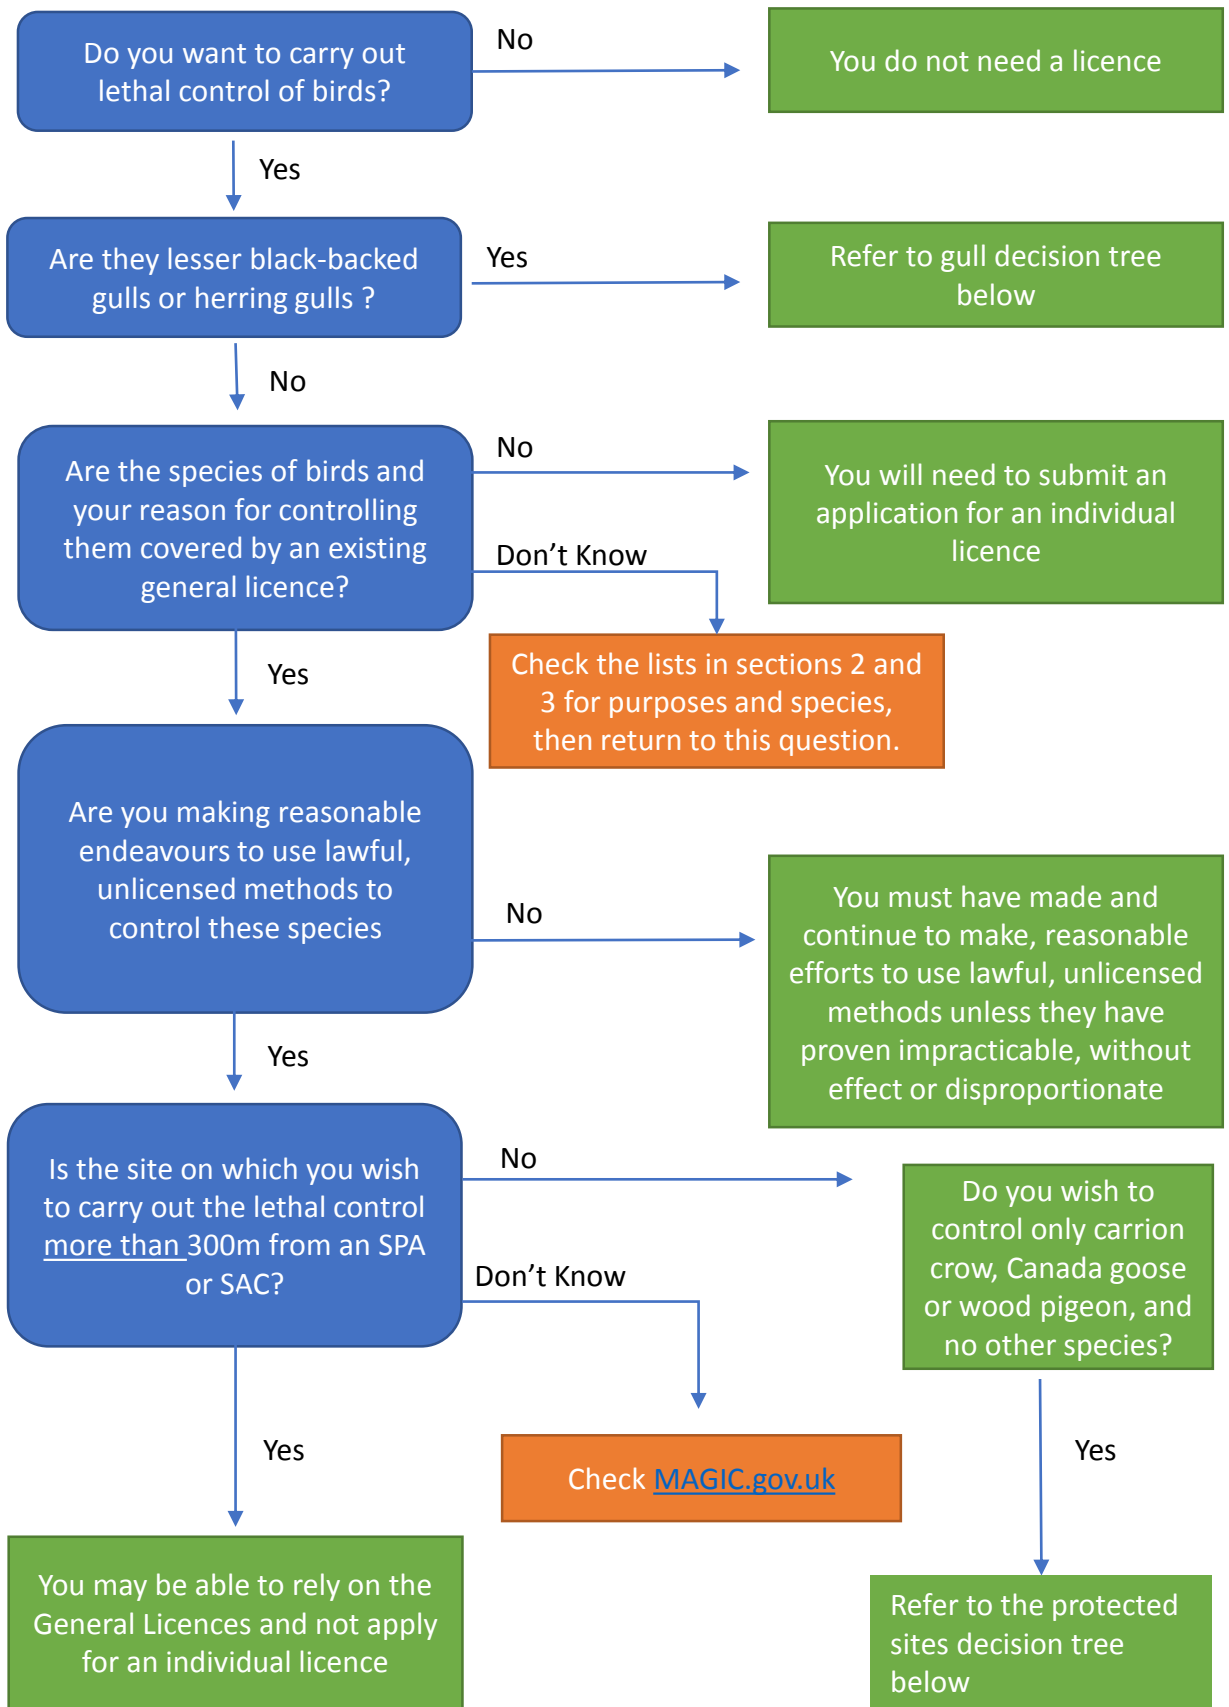 Do you want to carry out
lethal control of birds?
No
You do not need a licence
Yes
Are they lesser black-backed
gulls or herring gulls ?
Yes
Refer to gull decision tree
below
No
Are the species of birds and
your reason for controlling
them covered by an existing
general licence?
No
You will need to submit an
application for an individual
licence
Don’t Know
Check the lists in sections 2 and
3 for purposes and species,
then return to this question.
Yes
Are you making reasonable
endeavours to use lawful,
unlicensed methods to
control these species
No
You must have made and
continue to make, reasonable
efforts to use lawful, unlicensed
methods unless they have
proven impracticable, without
effect or disproportionate
Yes
Is the site on which you wish
to carry out the lethal control
more than 300m from an SPA
or SAC?
No
Do you wish to
control only carrion
crow, Canada goose
or wood pigeon, and
no other species?
Don’t Know
Check MAGIC.gov.uk
Yes
Yes
You may be able to rely on the
General Licences and not apply
for an individual licence
Refer to the protected
sites decision tree
below